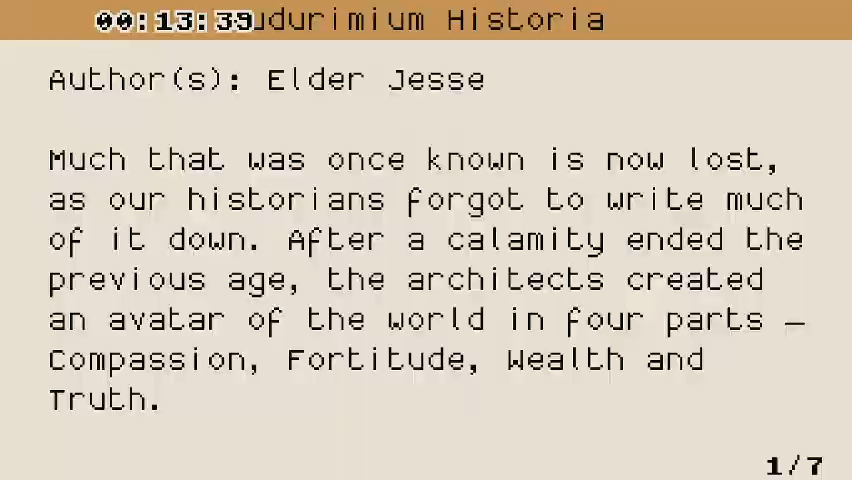 00:13:39
Historia
Author(s): Elder Jesse
Much that was once known is now lost,
as our historians forgot to write much
of it down. After a calamity ended the
previous age, the architects created
an avatar of the world in four parts —
Compassion, Fortitude, Wealth and
Truth.
1/7